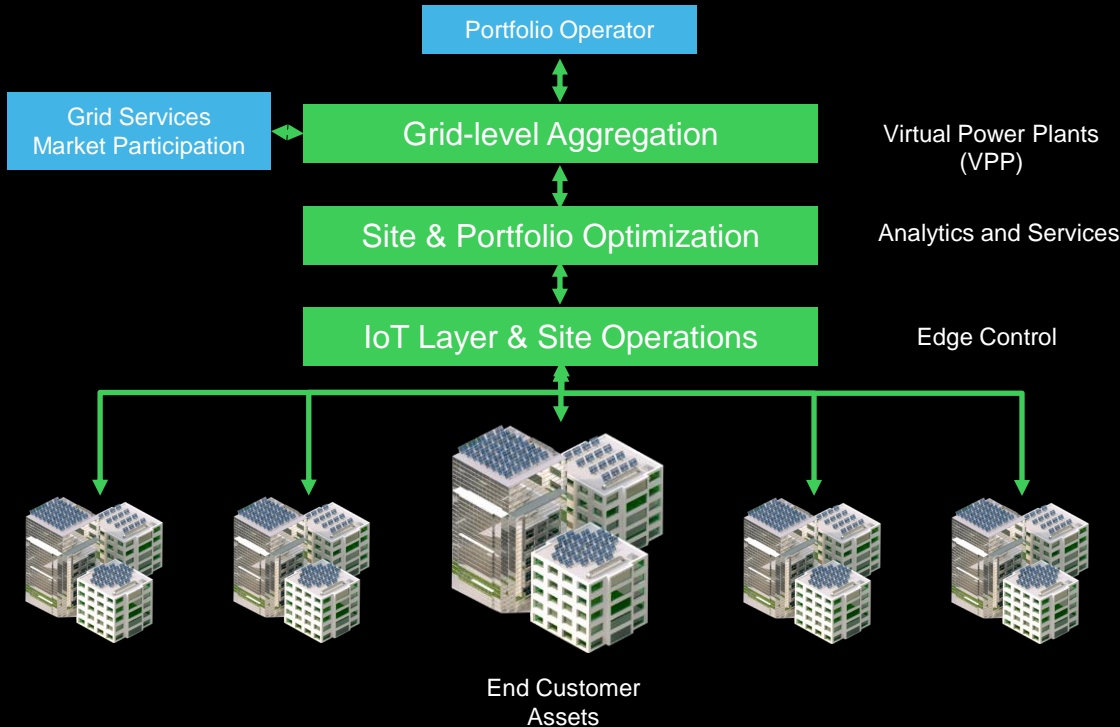 Portfolio Operator
Grid Services
Market Participation
Grid-level Aggregation
Virtual Power Plants
(VPP)
Site & Portfolio Optimization
Analytics and Services
IoT Layer & Site Operations
Edge Control
End Customer
Assets